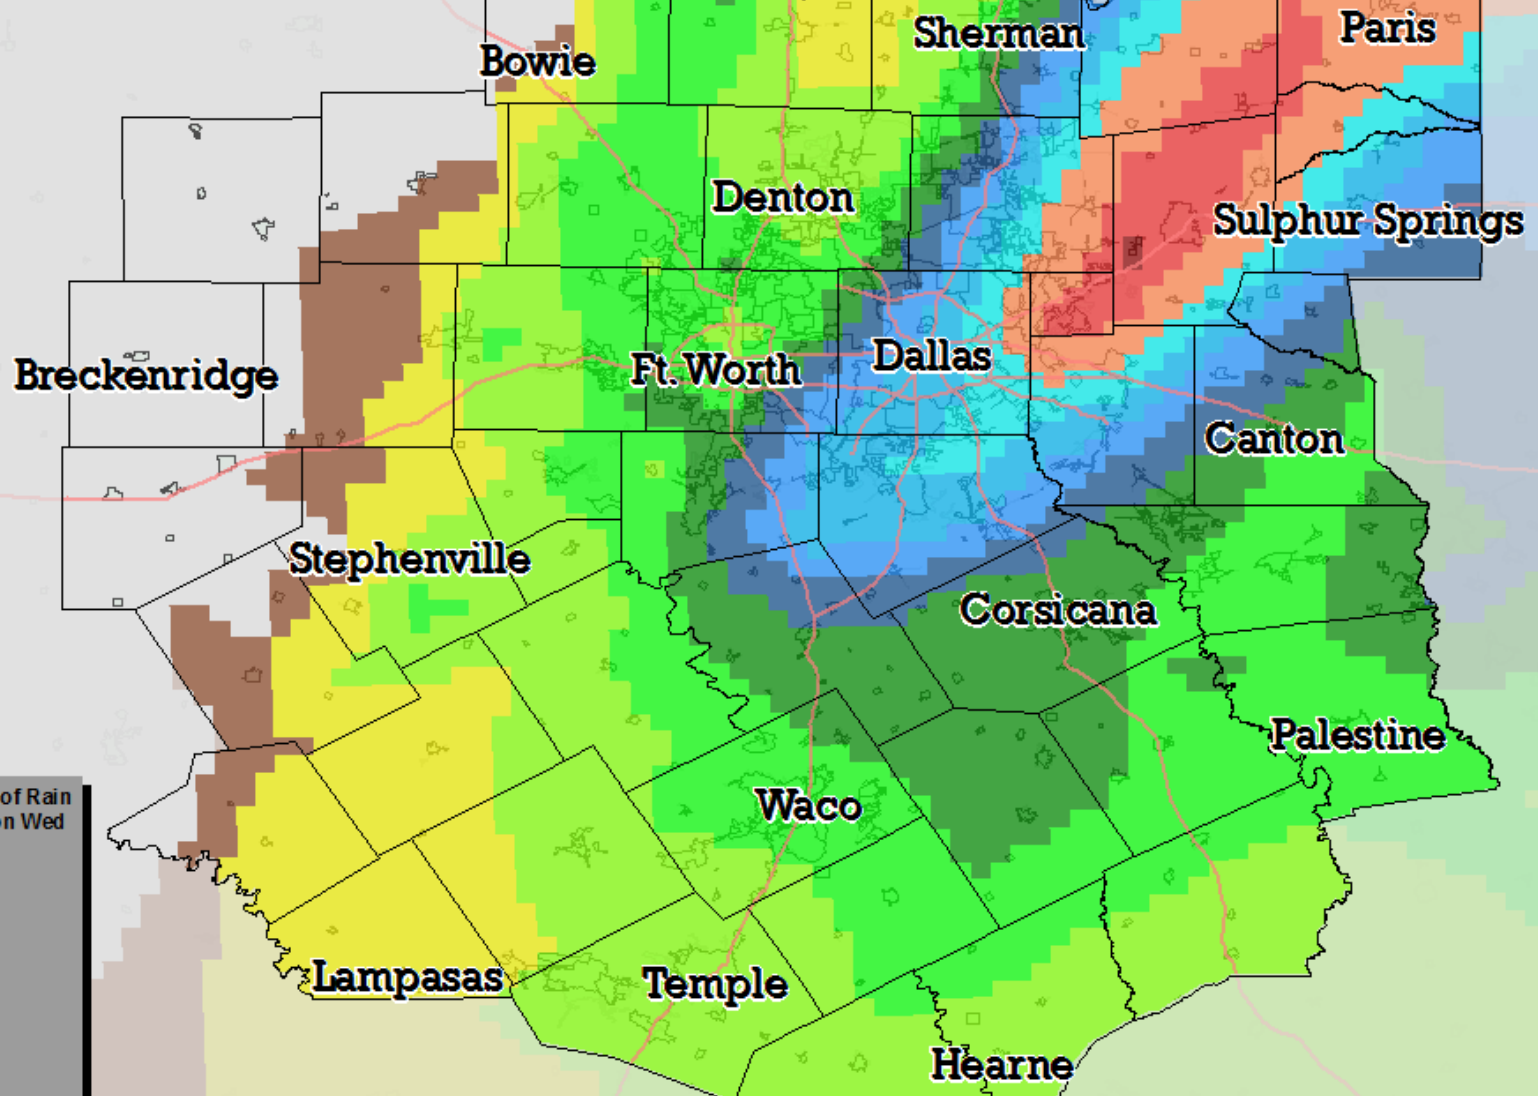 Paris
Sherman
Bowie
Denton
Sulphur Springs
Breckenridge
Ft. Worth
Dallas
Canton
Stephenville
Corsicana
Palestine
of Rain
on Wed
Waco
Lampasas
Temple
Hearne